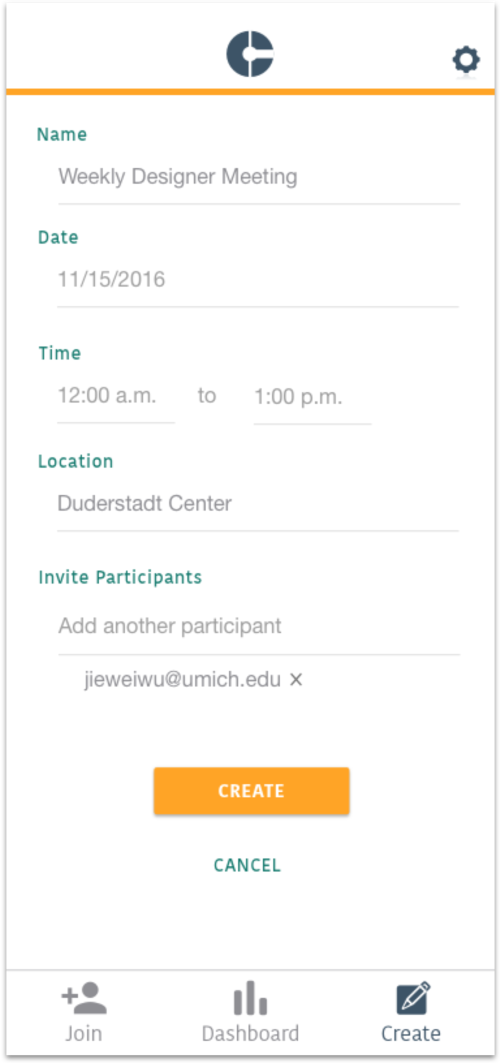 Name
Weekly Designer Meeting
Date
11/15/2016
Time
12:00 a.m. to 1:00 p.m.
Location
Duderstadt Center
Invite Participants
Add another participant
jieweiwu@umich.edu ×
CREATE
CANCEL
Join Dashboard Create